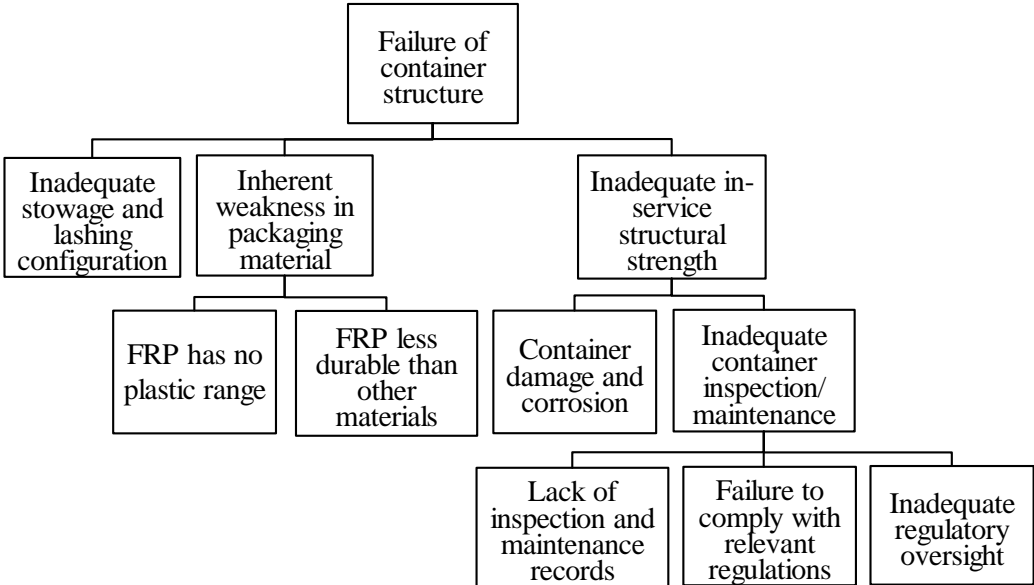 Failure of
container
structure
Inadequate
stowage and
lashing
configuration
Inherent
weakness in
packaging
material
Inadequate in-
service
structural
strength
FRP has no
plastic range
FRP less
durable than
other
materials
Container
damage and
corrosion
Inadequate
container
inspection/
maintenance
Lack of
inspection and
maintenance
records
Failure to
comply with
relevant
regulations
Inadequate
regulatory
oversight